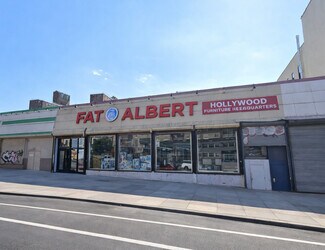 FAT ALBERT
HOLLYWOOD
FURNITURE HEADQUARTERS